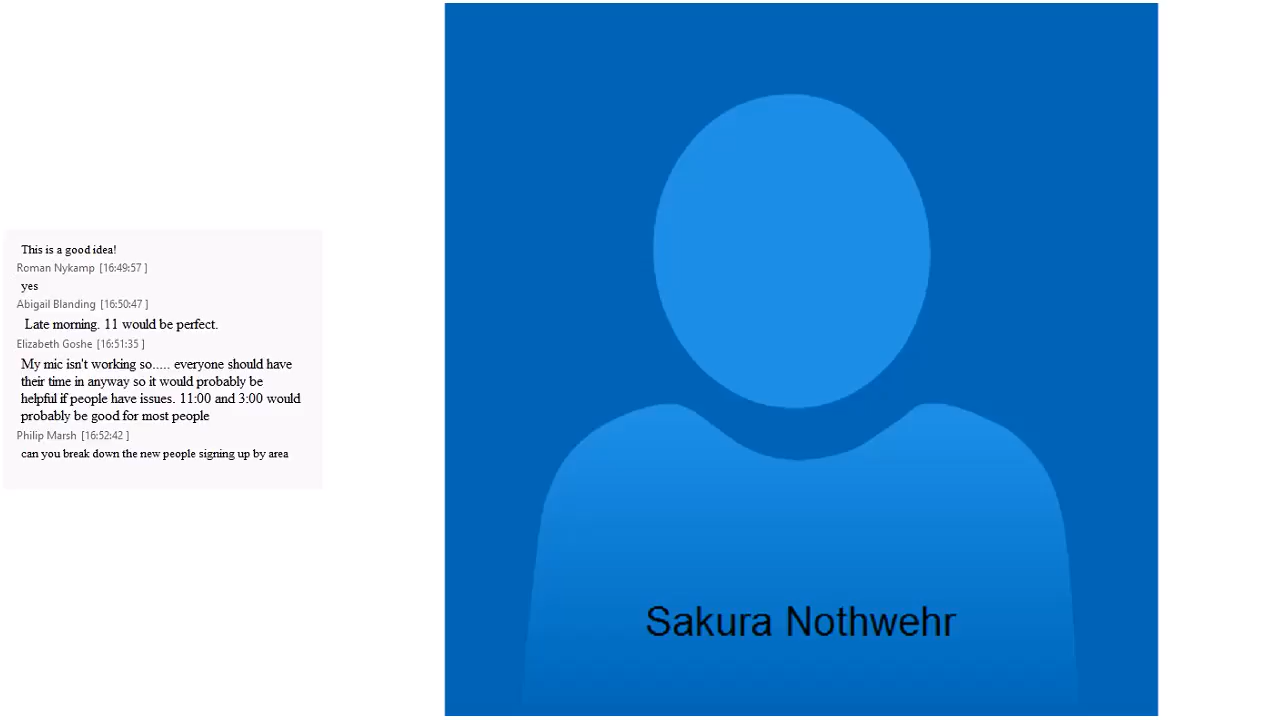 This is a good idea!
Roman Nykamp [16:49:57 ]
yes
Abigail Blanding [16:50:47 ]
Late morning. 11 would be perfect.
Elizabeth Goshe [16:51:35 ]
My mic isn't working so..... everyone should have
their time in anyway so it would probably be
helpful if people have issues. 11:00 and 3:00 would
probably be good for most people
Philip Marsh [16:52:42 ]
can you break down the new people signing up by area
Sakura Nothwehr